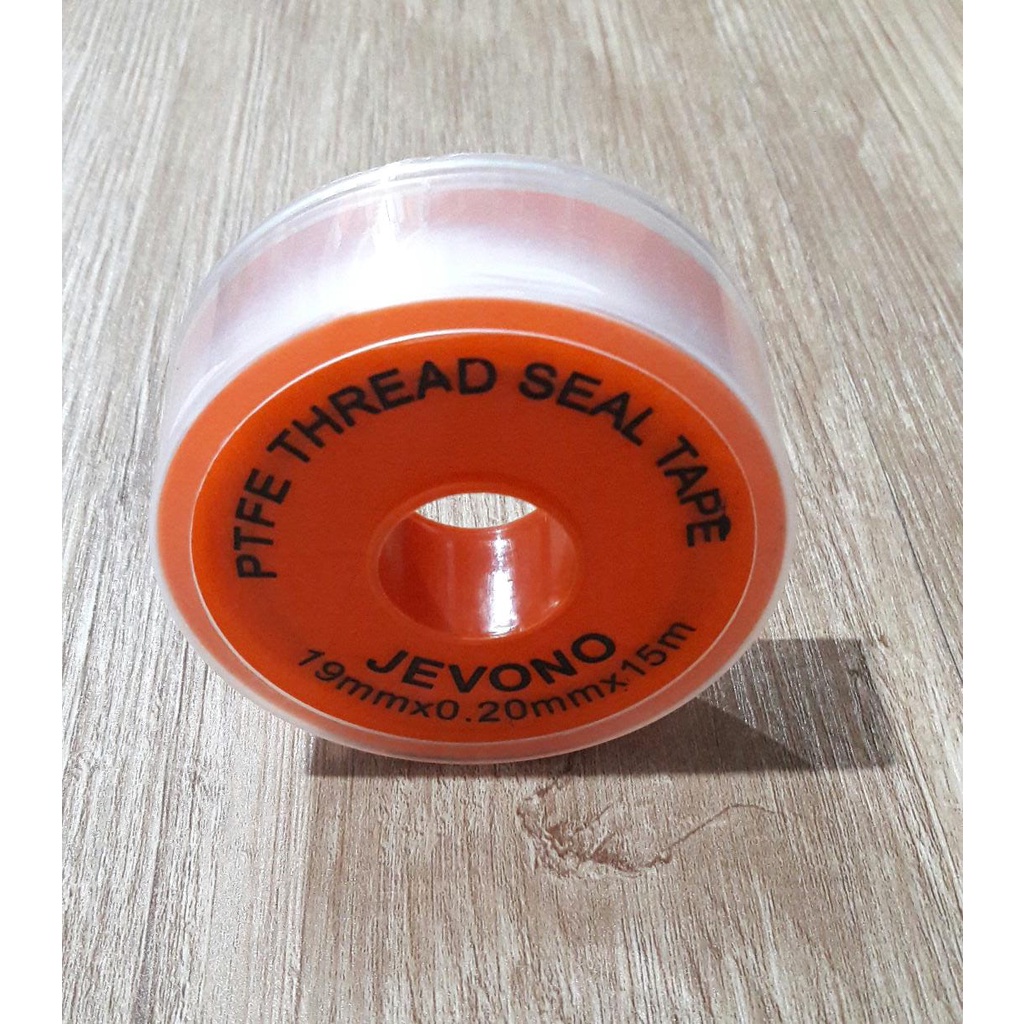 PTFE THREAD SEAL TAPE
JEVONO
19mmx0.20mmx15m